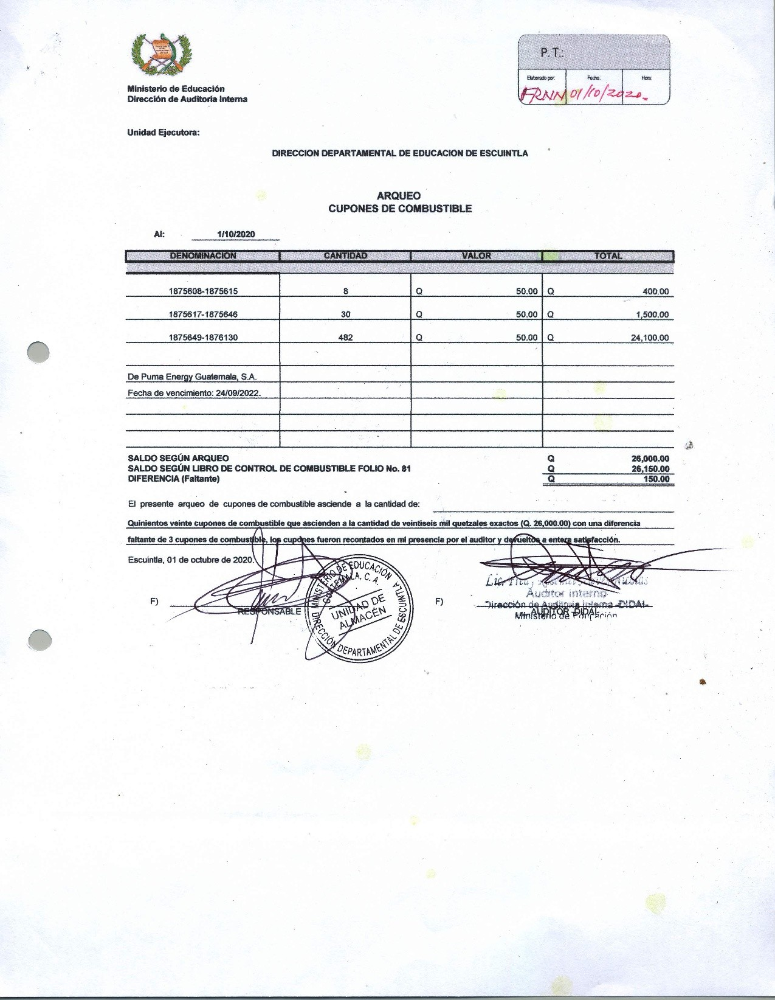 P.T.:
Elaborado por: Fecha: Hora:
FRNN 01/10/2020.
Ministerio de Educación
Dirección de Auditoría Interna
Unidad Ejecutora:
DIRECCION DEPARTAMENTAL DE EDUCACION DE ESCUINTLA
ARQUEO
CUPONES DE COMBUSTIBLE
Al: 1/10/2020
DENOMINACION CANTIDAD VALOR TOTAL
1875608-1875615 8 Q 50.00 Q 400.00
1875617-1875646 30 Q 50.00 Q 1,500.00
1875649-1876130 482 Q 50.00 Q 24,100.00
De Puma Energy Guatemala, S.A.
Fecha de vencimiento: 24/09/2022.
SALDO SEGÚN ARQUEO Q 26,000.00
SALDO SEGÚN LIBRO DE CONTROL DE COMBUSTIBLE FOLIO No. 81 Q 26,150.00
DIFERENCIA (Faltante) Q 150.00
El presente arqueo de cupones de combustible asciende a la cantidad de:
Quinientos veinte cupones de combustible que ascienden a la cantidad de veintiseis mil quetzales exactos (Q. 26,000.00) con una diferencia
faltante de 3 cupones de combustible, los cupones fueron recontados en mi presencia por el auditor y devueltos a entera satisfacción.
Escuintla, 01 de octubre de 2020.
F) RESPONSABLE
MINISTERIO DE EDUCACIÓN
GUATEMALA, C. A.
UNIDAD DE
ALMACÉN
DIRECCIÓN DEPARTAMENTAL DE ESCUINTLA
F)
Lic.
Auditor Interno
Dirección de Auditoría Interna -DIDAI-
AUDITOR -DIDAI-
Ministerio de Educación